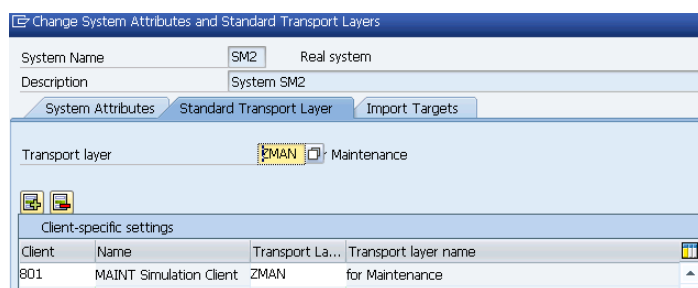 Change System Attributes and Standard Transport Layers
System Name SM2 Real system
Description System SM2
System Attributes Standard Transport Layer Import Targets
Transport layer ZMAN Maintenance
Client-specific settings
Client Name Transport La... Transport layer name
801 MAINT Simulation Client ZMAN for Maintenance